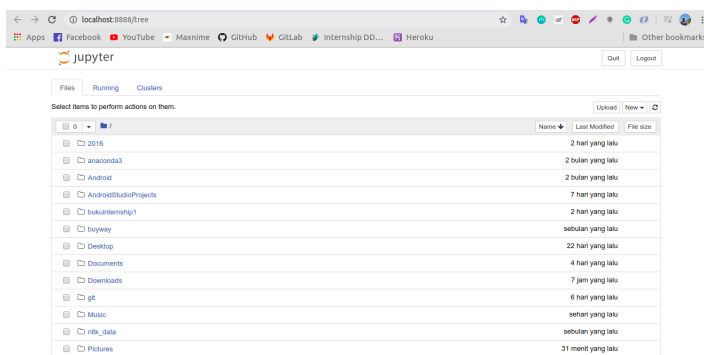 localhost:8888/tree
Apps Facebook YouTube Maxnime GitHub GitLab Internship DD... Heroku Other bookmarks
jupyter Quit Logout
Files Running Clusters
Select items to perform actions on them. Upload New
0 / Name Last Modified File size
2016 2 hari yang lalu
anaconda3 2 bulan yang lalu
Android 2 bulan yang lalu
AndroidStudioProjects 7 hari yang lalu
bukuinternship1 2 hari yang lalu
buyway sebulan yang lalu
Desktop 22 hari yang lalu
Documents 4 hari yang lalu
Downloads 7 jam yang lalu
git 6 hari yang lalu
Music sehari yang lalu
nltk_data sebulan yang lalu
Pictures 31 menit yang lalu